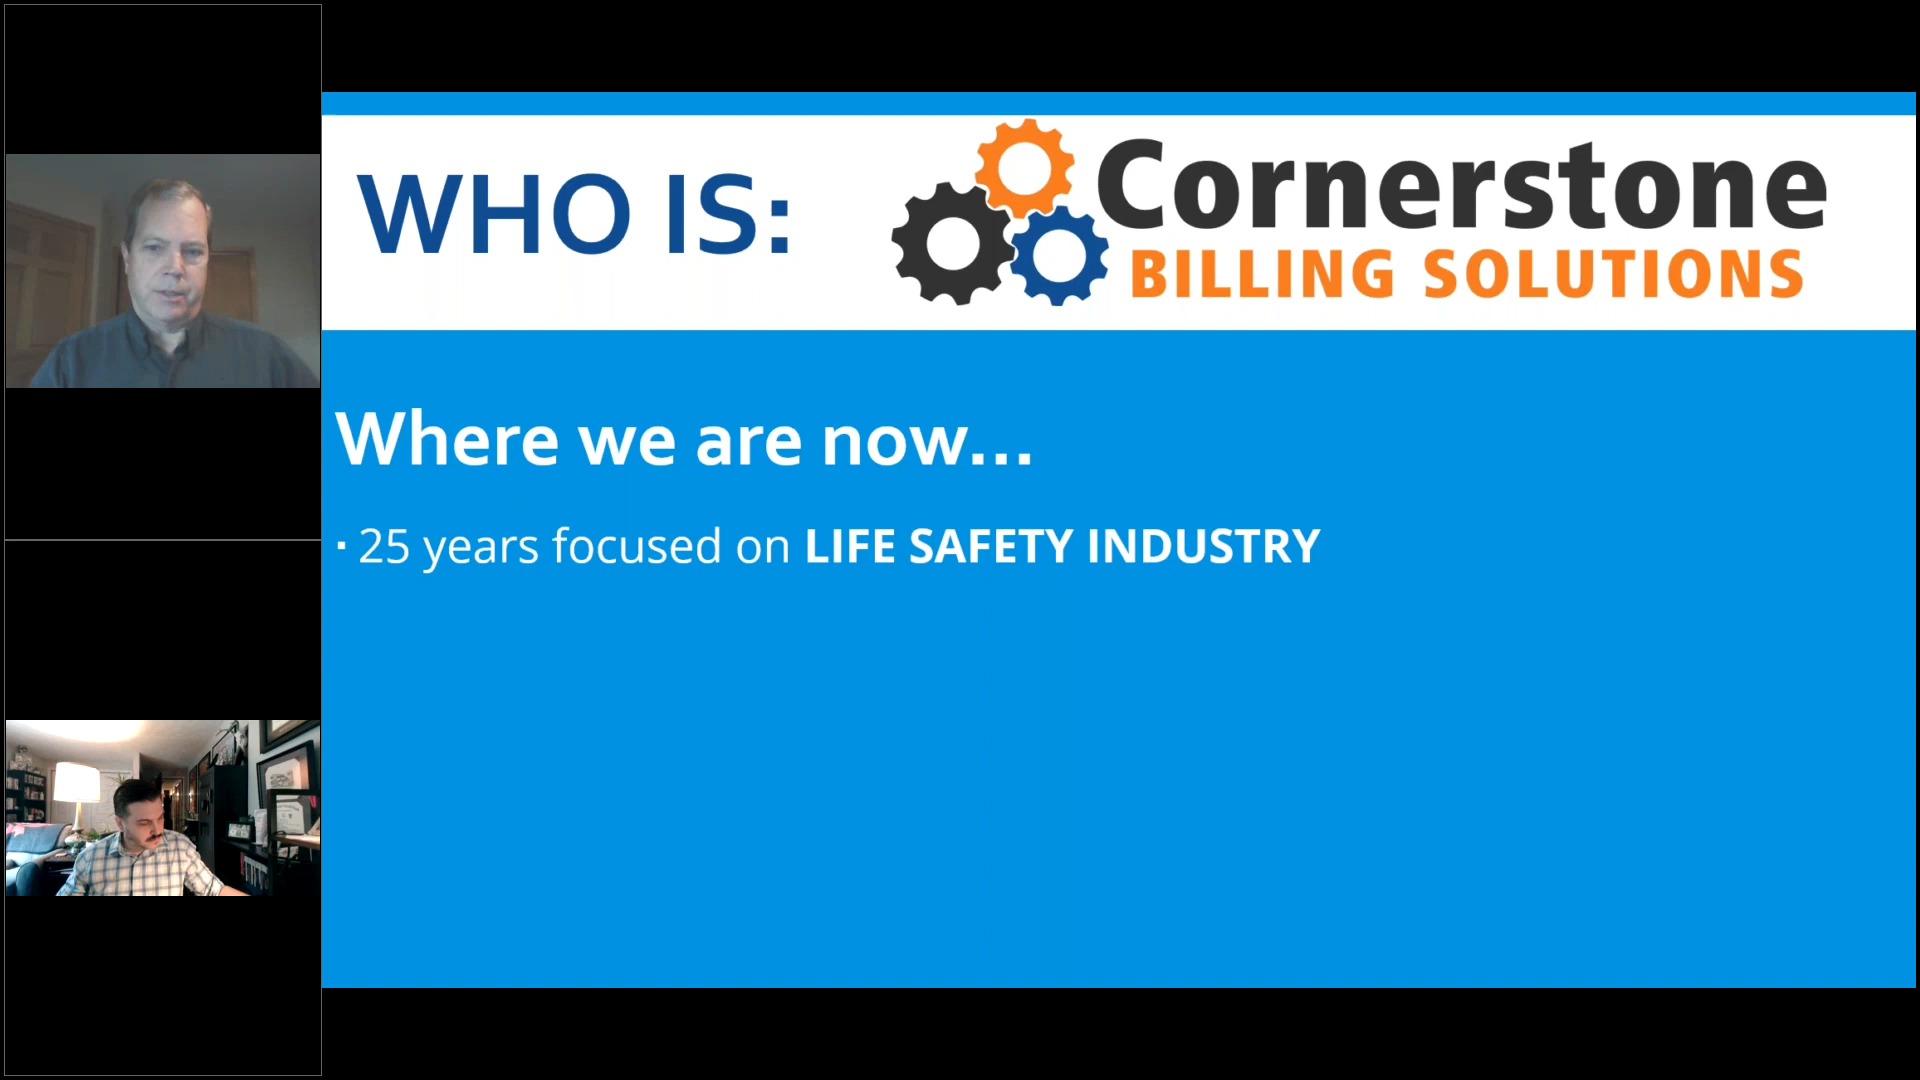 WHO IS:
Cornerstone
BILLING SOLUTIONS
Where we are now...
· 25 years focused on LIFE SAFETY INDUSTRY